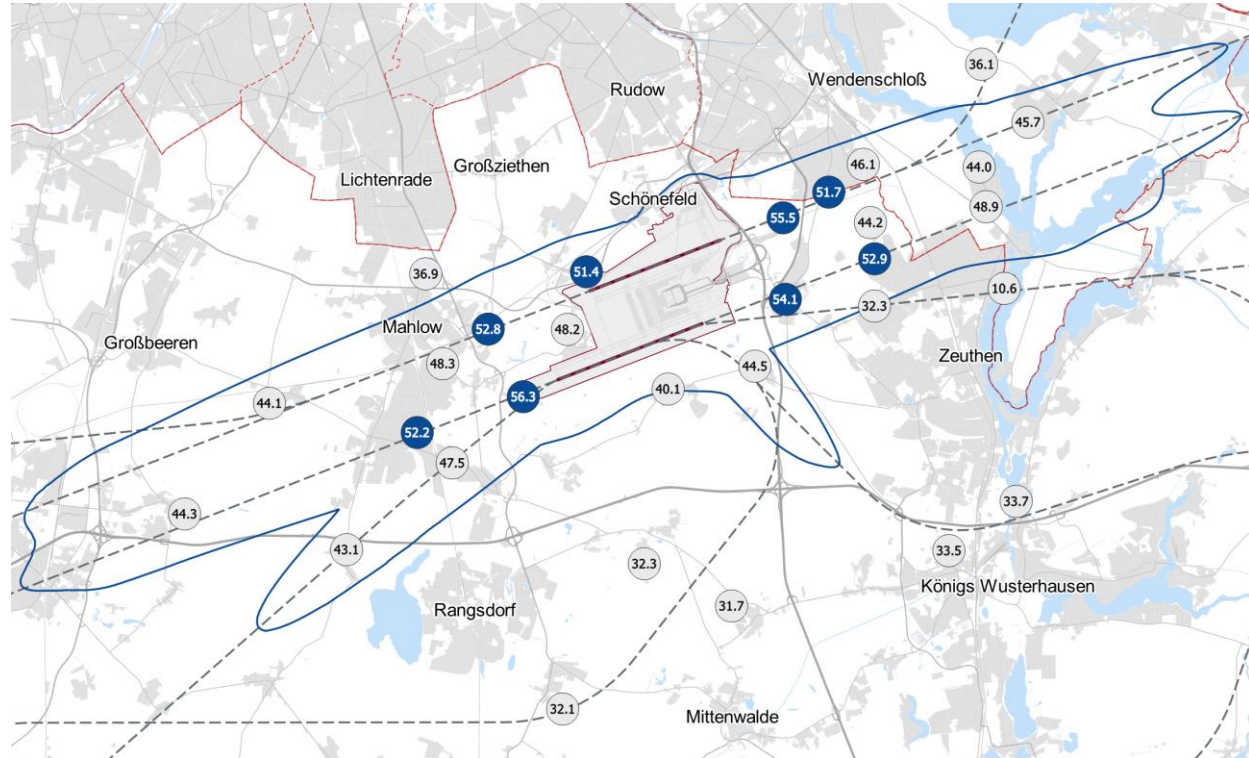 36.1
Wendenschloß
Rudow
45.7
Großziethen
46.1
44.0
Lichtenrade
51.7
Schönefeld
48.9
55.5
44.2
52.9
36.9
51.4
10.6
54.1
32.3
Mahlow
52.8
48.2
Großbeeren
Zeuthen
48.3
44.5
40.1
56.3
44.1
52.2
47.5
33.7
44.3
43.1
33.5
32.3
Königs Wusterhausen
31.7
Rangsdorf
32.1
Mittenwalde